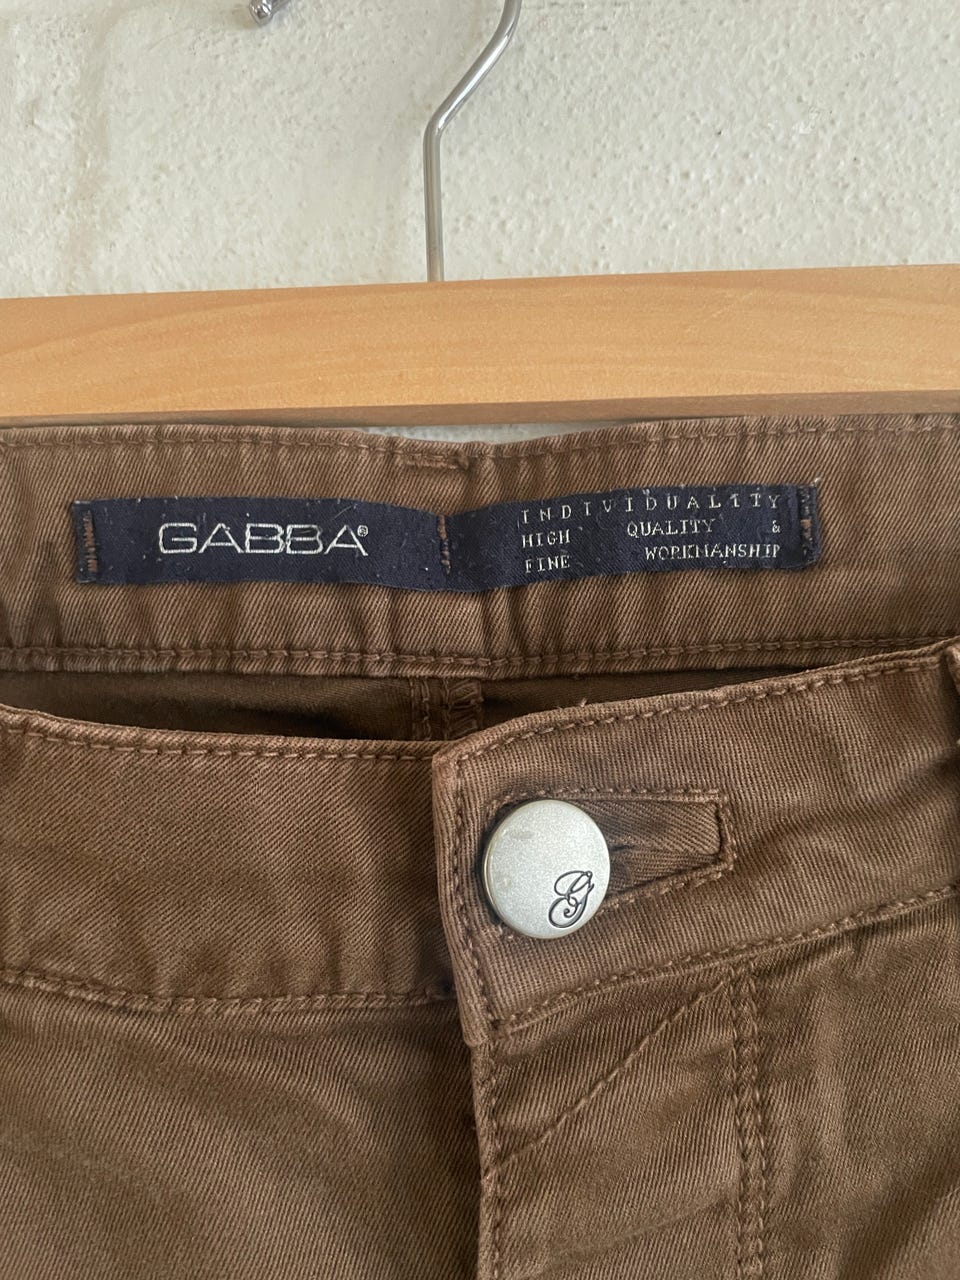 GABBA®
INDIVIDUALITY
HIGH QUALITY &
FINE WORKMANSHIP
G